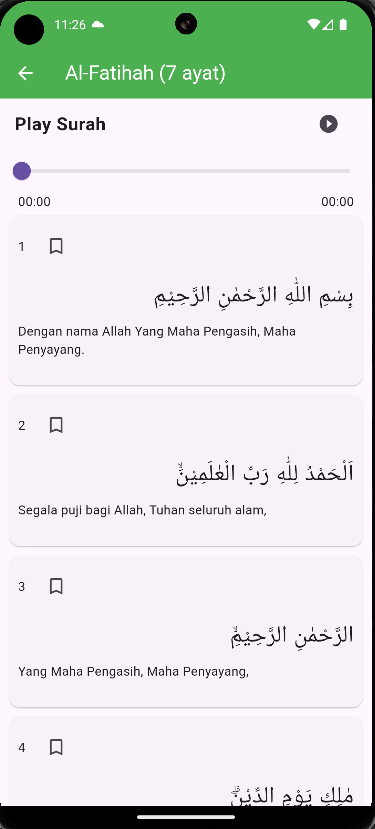 11:26
Al-Fatihah (7 ayat)
Play Surah
00:00 00:00
1
بِسْمِ اللّٰهِ الرَّحْمٰنِ الرَّحِيْمِ
Dengan nama Allah Yang Maha Pengasih, Maha
Penyayang.
2
اَلْحَمْدُ لِلّٰهِ رَبِّ الْعٰلَمِيْنَۙ
Segala puji bagi Allah, Tuhan seluruh alam,
3
الرَّحْمٰنِ الرَّحِيْمِۙ
Yang Maha Pengasih, Maha Penyayang,
4
مٰلِكِ يَوْمِ الدِّيْنِۗ